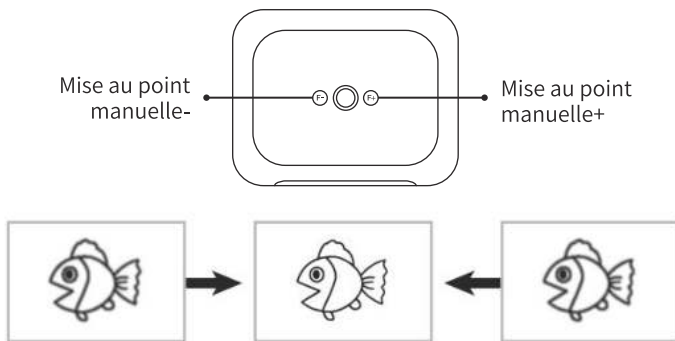 Mise au point
manuelle-
F-
F+
Mise au point
manuelle+